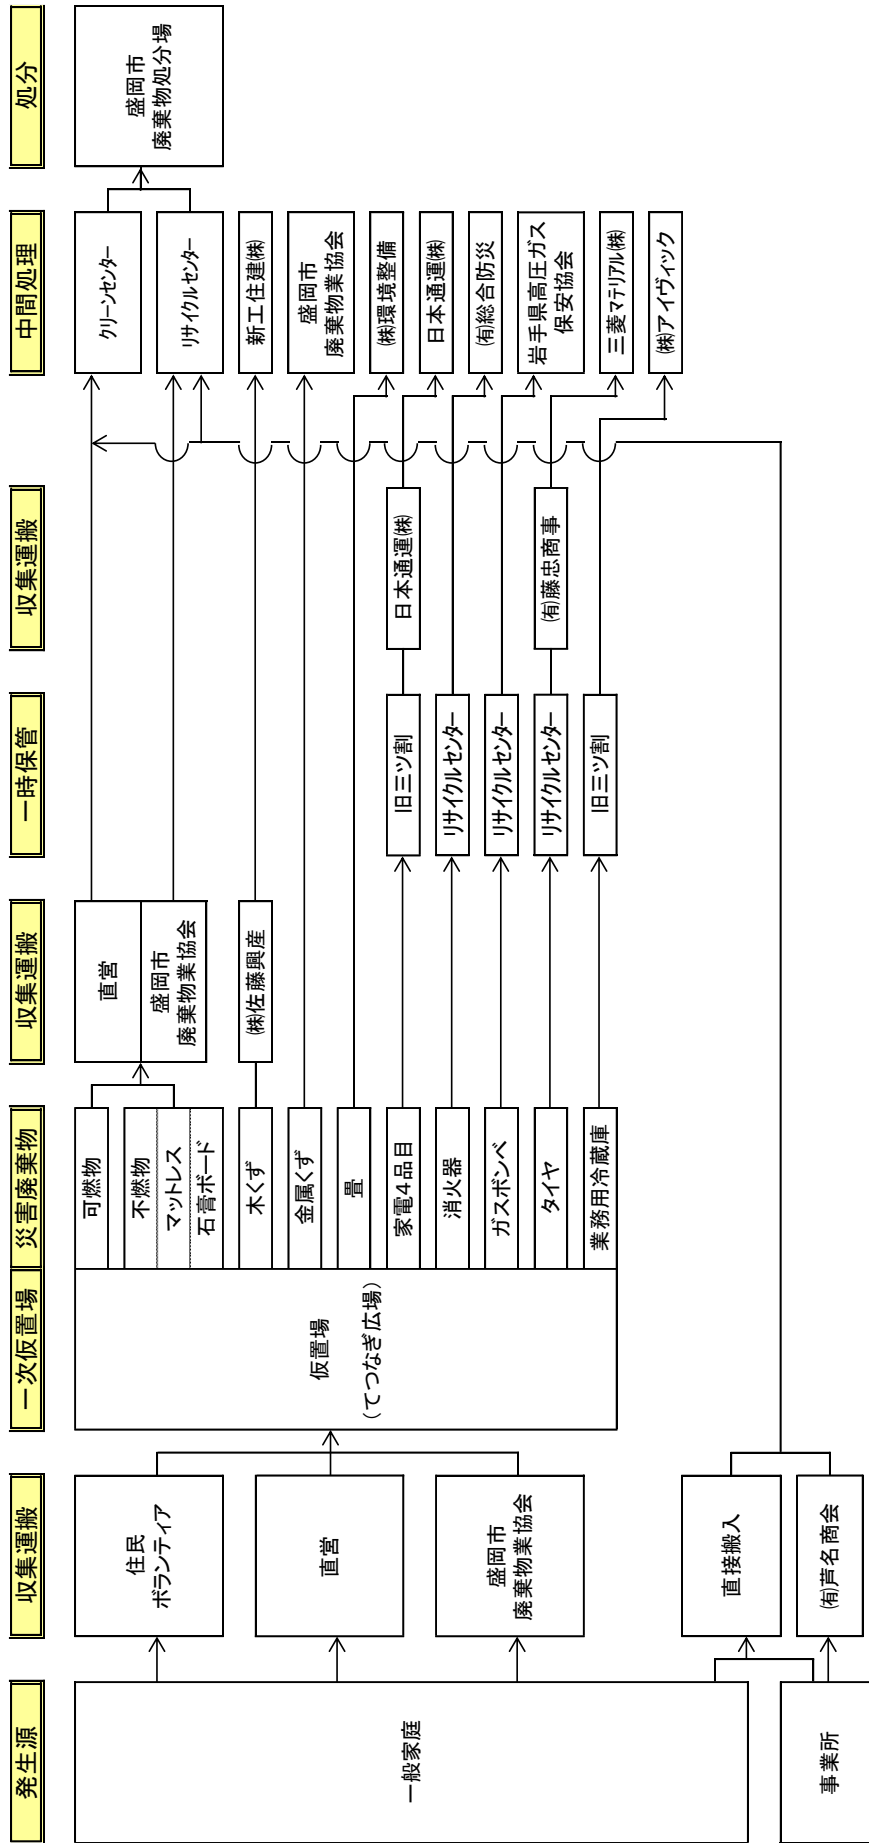 発生源
収集運搬
一次仮置場
災害廃棄物
収集運搬
一時保管
収集運搬
中間処理
処分
一般家庭
事業所
住民
ボランティア
直営
盛岡市
廃棄物業協会
直接搬入
㈲芦名商会
仮置場
（てつなぎ広場）
可燃物
不燃物
マットレス
石膏ボード
木くず
金属くず
畳
家電４品目
消火器
ガスボンベ
タイヤ
業務用冷蔵庫
直営
盛岡市
廃棄物業協会
㈱佐藤興産
旧三ツ割
リサイクルセンター
リサイクルセンター
リサイクルセンター
旧三ツ割
日本通運㈱
㈲藤忠商事
クリーンセンター
リサイクルセンター
新工住建㈱
盛岡市
廃棄物業協会
㈱環境整備
日本通運㈱
㈲総合防災
岩手県高圧ガス
保安協会
三菱マテリアル㈱
㈱アイヴィック
盛岡市
廃棄物処分場